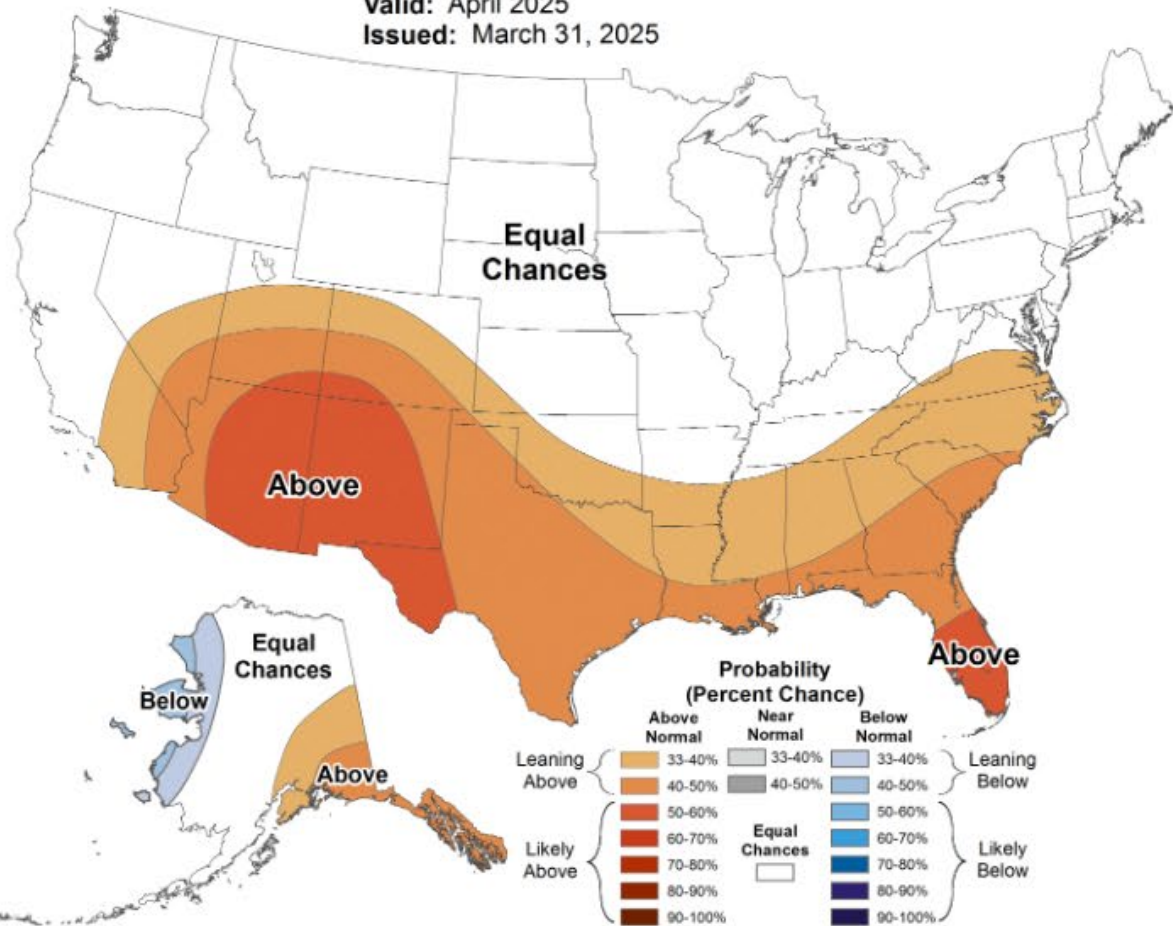 Valid: April 2025
Issued: March 31, 2025
Equal
Chances
Above
Equal
Chances
Below
Above
Above
Probability
(Percent Chance)
Above
Normal
Near
Normal
Below
Normal
Leaning
Above
33-40%
40-50%
33-40%
40-50%
33-40%
40-50%
Leaning
Below
Likely
Above
50-60%
60-70%
70-80%
80-90%
90-100%
Equal
Chances
50-60%
60-70%
70-80%
80-90%
90-100%
Likely
Below